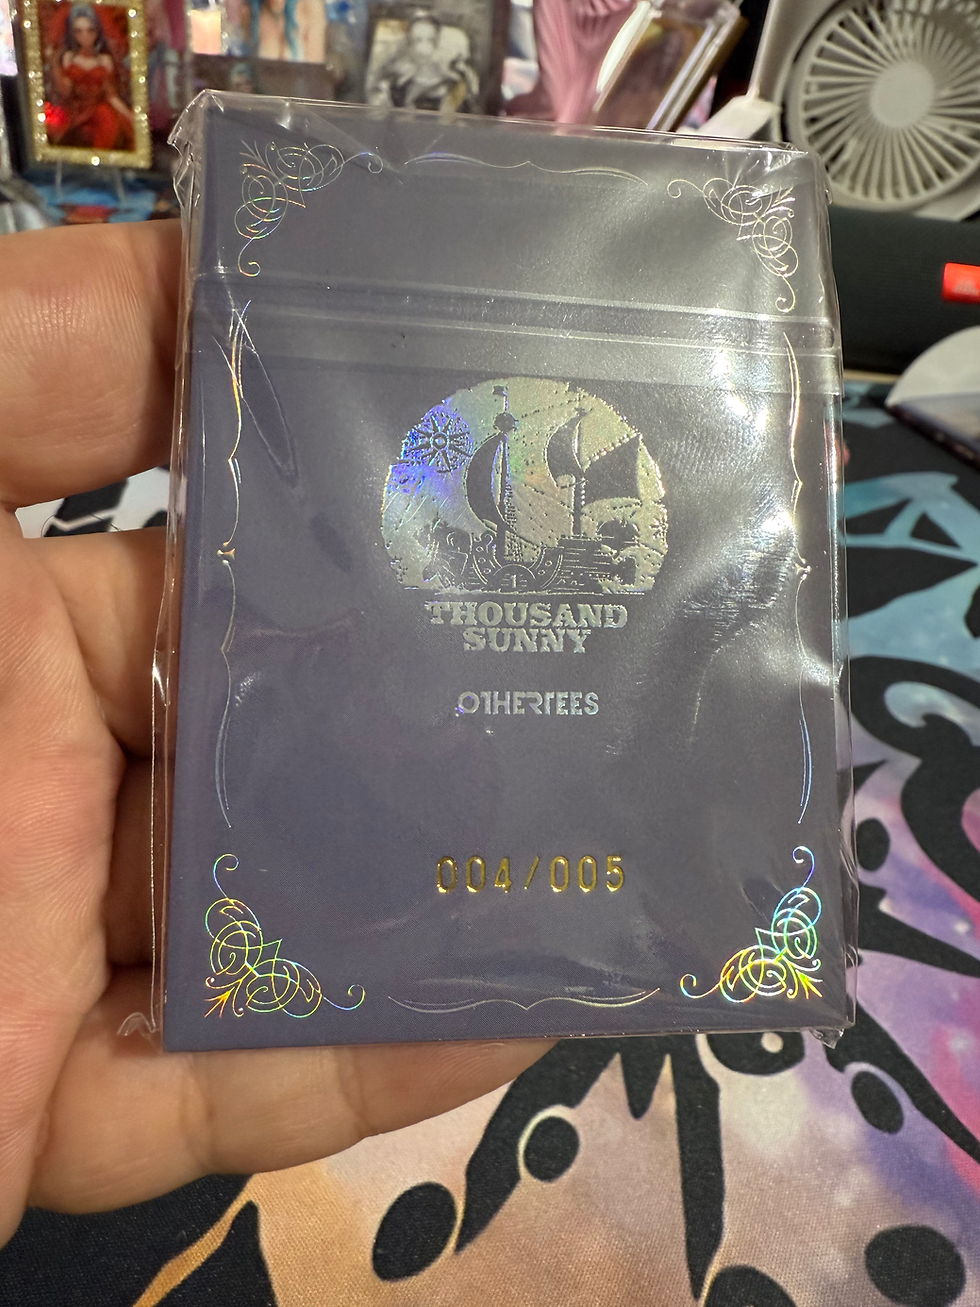 THOUSAND
SUNNY
OTHERTEES
004/005